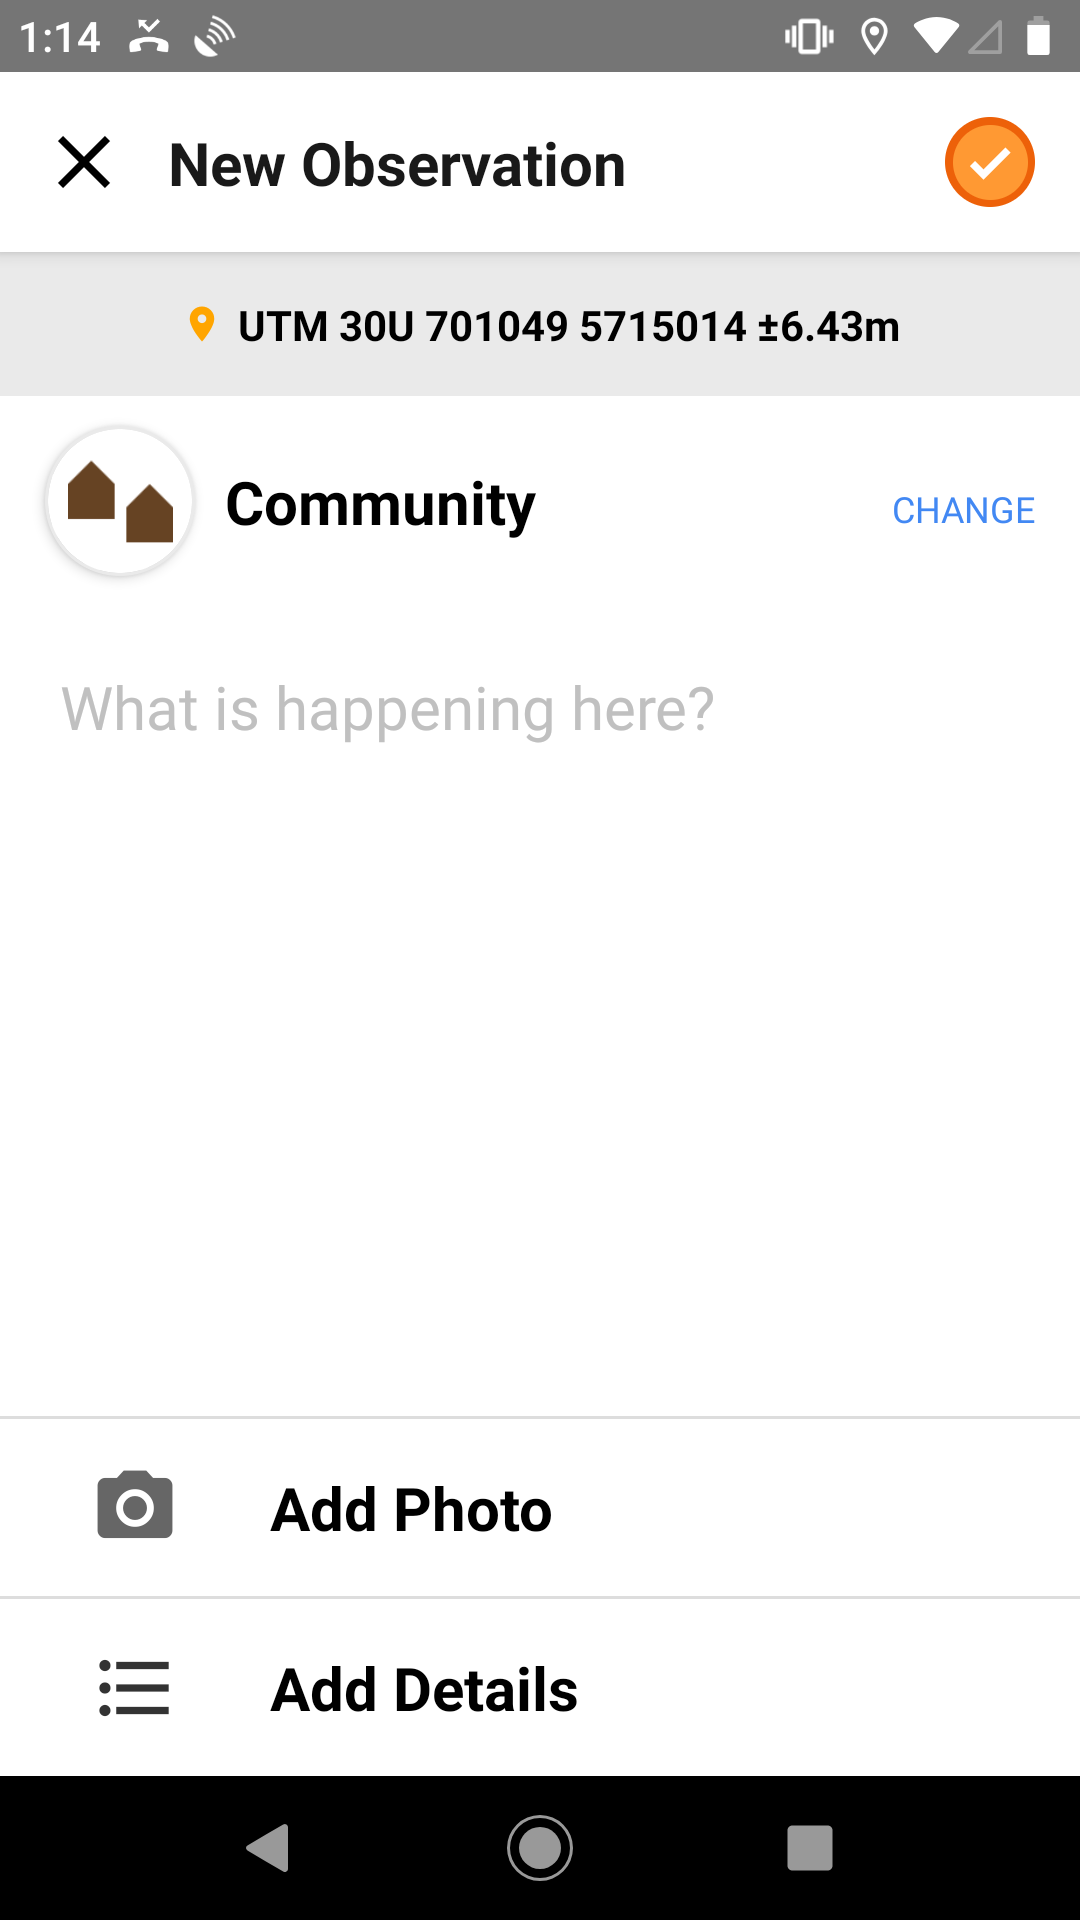 1:14
New Observation
UTM 30U 701049 5715014 ±6.43m
Community
CHANGE
What is happening here?
Add Photo
Add Details